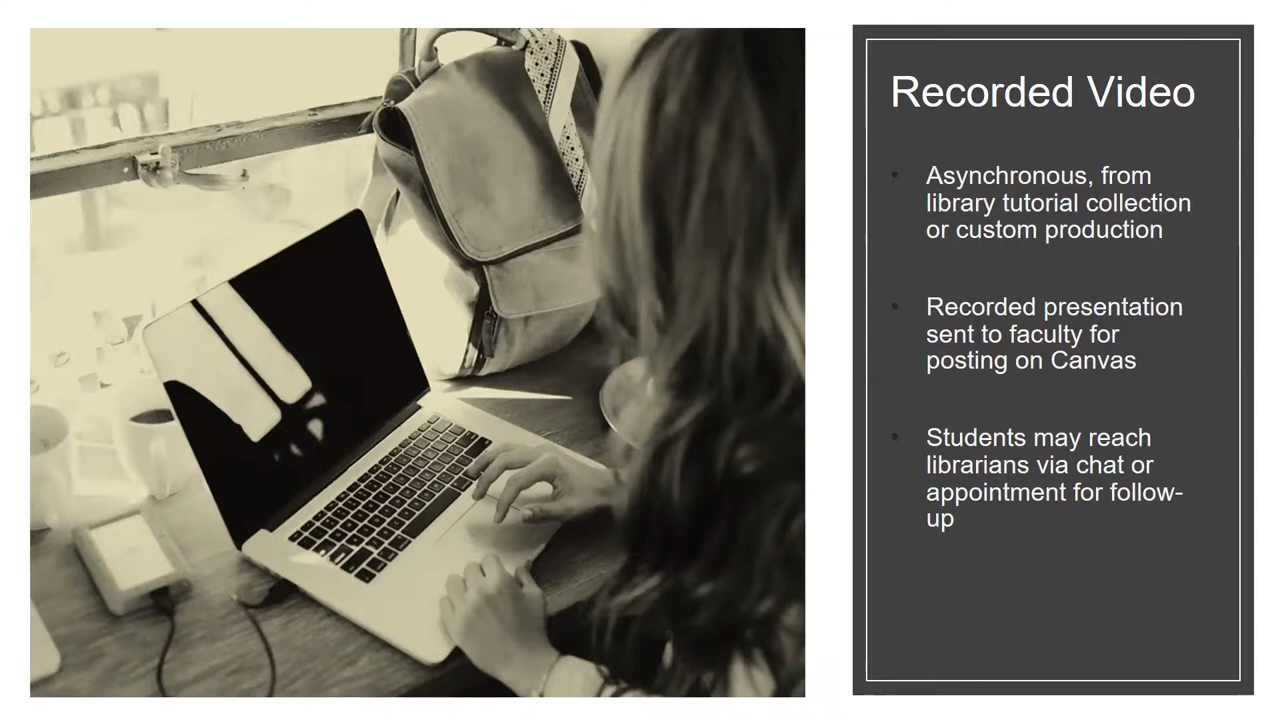 Recorded Video
• Asynchronous, from
library tutorial collection
or custom production
• Recorded presentation
sent to faculty for
posting on Canvas
• Students may reach
librarians via chat or
appointment for follow-
up